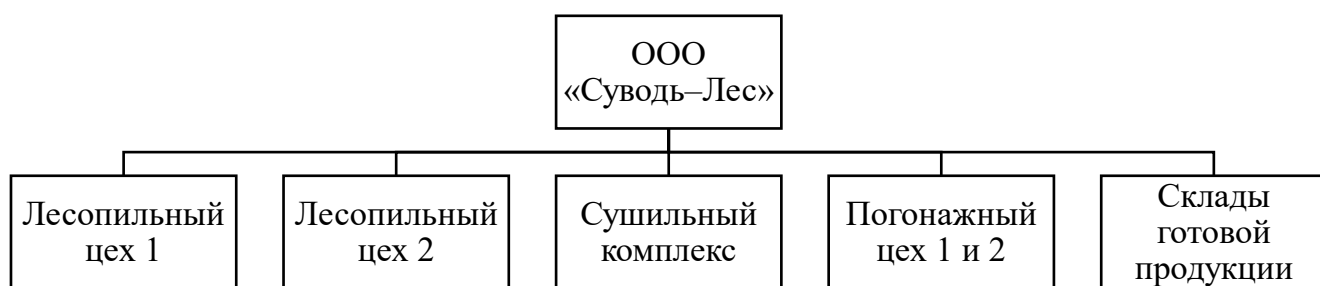 ООО
«Суводь–Лес»
Лесопильный
цех 1
Лесопильный
цех 2
Сушильный
комплекс
Погонажный
цех 1 и 2
Склады
готовой
продукции